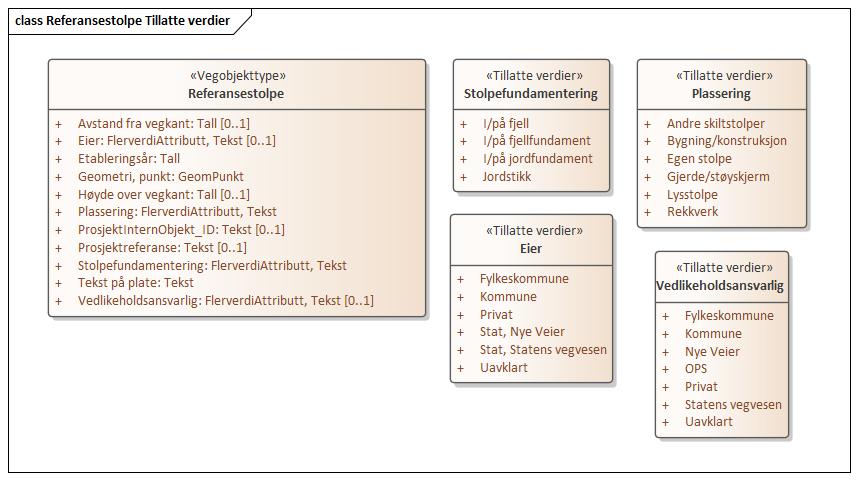 class Referansestolpe Tillatte verdier
«Vegobjekttype»
Referansestolpe
+ Avstand fra vegkant: Tall [0..1]
+ Eier: FlerverdiAttributt, Tekst [0..1]
+ Etableringsår: Tall
+ Geometri, punkt: GeomPunkt
+ Høyde over vegkant: Tall [0..1]
+ Plassering: FlerverdiAttributt, Tekst
+ ProsjektInternObjekt_ID: Tekst [0..1]
+ Prosjektreferanse: Tekst [0..1]
+ Stolpefundamentering: FlerverdiAttributt, Tekst
+ Tekst på plate: Tekst
+ Vedlikeholdsansvarlig: FlerverdiAttributt, Tekst [0..1]
«Tillatte verdier»
Stolpefundamentering
+ I/på fjell
+ I/på fjellfundament
+ I/på jordfundament
+ Jordstikk
«Tillatte verdier»
Plassering
+ Andre skiltstolper
+ Bygning/konstruksjon
+ Egen stolpe
+ Gjerde/støyskjerm
+ Lysstolpe
+ Rekkverk
«Tillatte verdier»
Eier
+ Fylkeskommune
+ Kommune
+ Privat
+ Stat, Nye Veier
+ Stat, Statens vegvesen
+ Uavklart
«Tillatte verdier»
Vedlikeholdsansvarlig
+ Fylkeskommune
+ Kommune
+ Nye Veier
+ OPS
+ Privat
+ Statens vegvesen
+ Uavklart